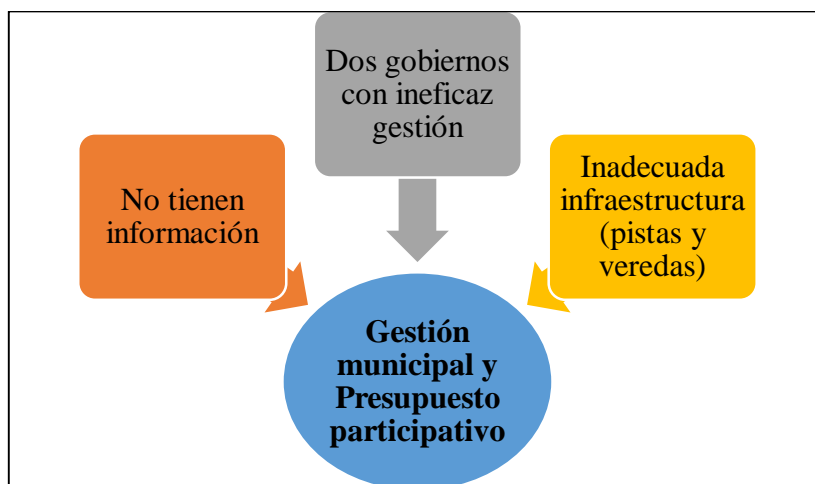 Dos gobiernos
con ineficaz
gestión
No tienen
información
Inadecuada
infraestructura
(pistas y
veredas)
Gestión
municipal y
Presupuesto
participativo